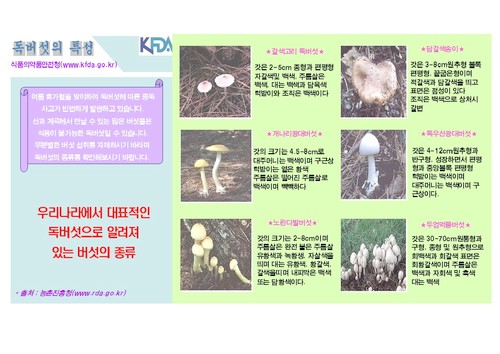 독버섯의 특성
KFDA
식품의약품안전청(www.kfda.go.kr)
여름 휴가철을 맞이하여 독버섯에 따른 중독
사고가 빈번하게 발생하고 있습니다.
산과 계곡에서 만날 수 있는 많은 버섯들은
식용이 불가능한 독버섯일 수 있습니다.
무분별한 버섯 섭취를 자제하시기 바라며
독버섯의 종류를 확인해보시기 바랍니다.
우리나라에서 대표적인
독버섯으로 알려져
있는 버섯의 종류
* 출처 : 농촌진흥청(www.rda.go.kr)
★갈색고리 독버섯★
갓은 2~5cm 중형과 편평형
자갈색및 백색. 주름살은
백색. 대는 백색과 담육색
턱받이와 조직은 백색이다
★담갈색송이★
갓은 3-8cm원추형 볼록
편평형. 끝굽은형이며
적갈색과 담갈색을 띄고
표면은 점성이 있다
조직은 백색으로 상처시
갈변
★개나리광대버섯★
갓의 크기는 4.5-8cm로
대주머니는 백색이며 구근상
턱받이는 엷은 황색
주름살은 떨어진 주름살로
백색이며 빽빽하다
★독우산광대버섯★
갓은 4-12cm원추형과
반구형. 성장하면서 편평
형과 중앙볼록 편평형
턱받이는 백색이며
대주머니는 백색이며 구
근상이다.
★노란다발버섯★
갓의 크기는 2-8cm이며
주름살은 완전 붙은 주름살
유황색과 녹황생. 자살색을
띄며 대는 유황색. 황갈색.
갈색을띄며 내피막은 백색
또는 담황색이다.
★두엄먹물버섯★
갓은 30-70cm원통형과
구형. 종형 및 원추형으로
회백색과 회갈색 표면은
회황갈색이며 주름살은
백색과 자회색 및 흑색
대는 백색